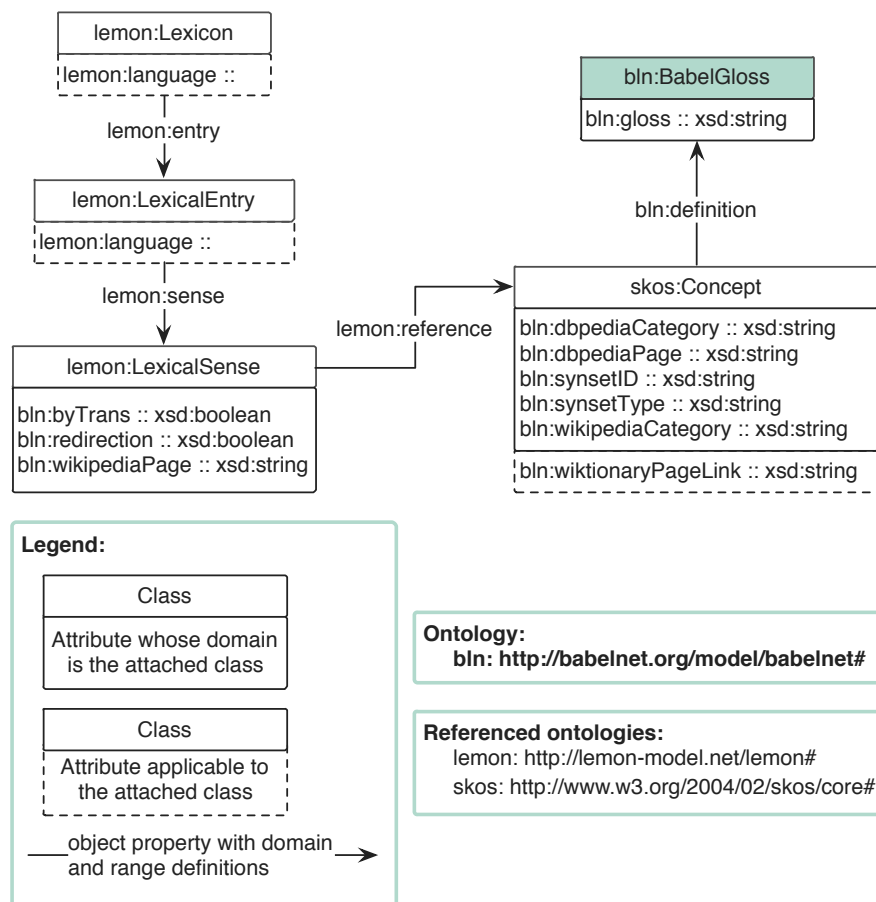 lemon:Lexicon
lemon:language ::
lemon:entry
lemon:LexicalEntry
lemon:language ::
lemon:sense
lemon:LexicalSense
bln:byTrans :: xsd:boolean
bln:redirection :: xsd:boolean
bln:wikipediaPage :: xsd:string
lemon:reference
bln:BabelGloss
bln:gloss :: xsd:string
bln:definition
skos:Concept
bln:dbpediaCategory :: xsd:string
bln:dbpediaPage :: xsd:string
bln:synsetID :: xsd:string
bln:synsetType :: xsd:string
bln:wikipediaCategory :: xsd:string
bln:wiktionaryPageLink :: xsd:string
Legend:
Class
Attribute whose domain
is the attached class
Class
Attribute applicable to
the attached class
object property with domain
and range definitions
Ontology:
bln: http://babelnet.org/model/babelnet#
Referenced ontologies:
lemon: http://lemon-model.net/lemon#
skos: http://www.w3.org/2004/02/skos/core#